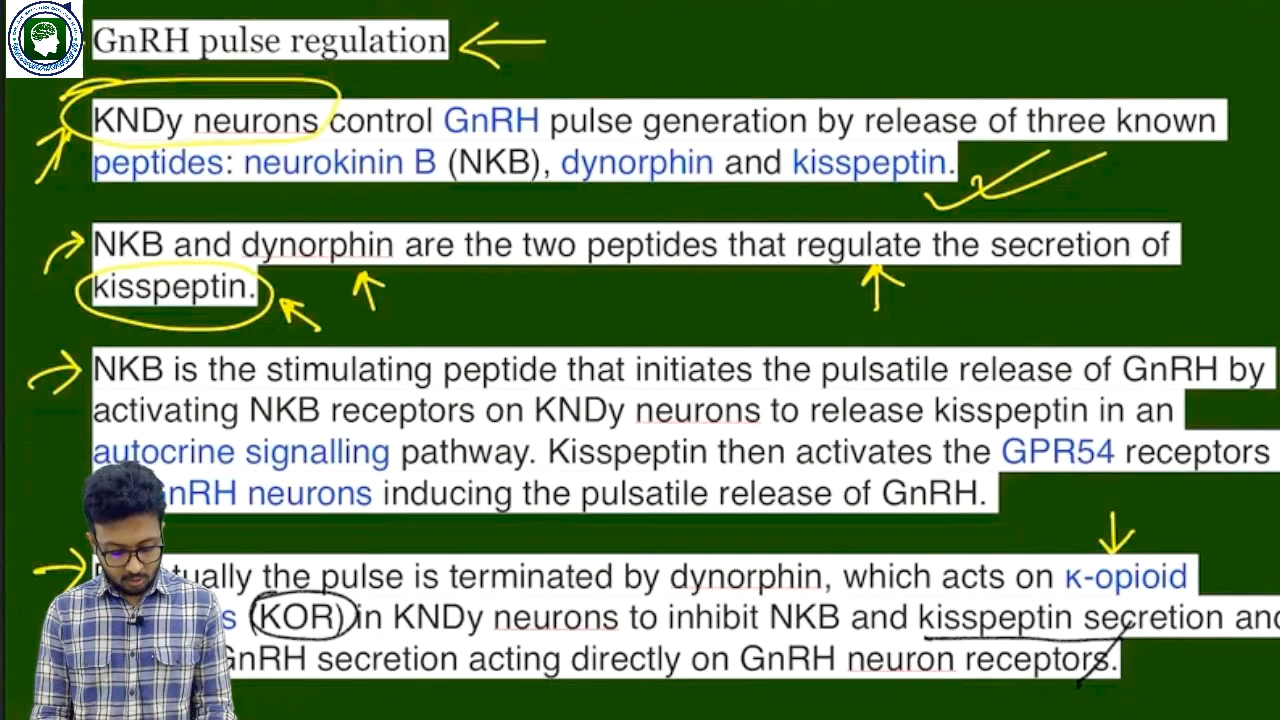 GnRH pulse regulation
KNDy neurons control GnRH pulse generation by release of three known
peptides: neurokinin B (NKB), dynorphin and kisspeptin.
NKB and dynorphin are the two peptides that regulate the secretion of
kisspeptin.
NKB is the stimulating peptide that initiates the pulsatile release of GnRH by
activating NKB receptors on KNDy neurons to release kisspeptin in an
autocrine signalling pathway. Kisspeptin then activates the GPR54 receptors
nRH neurons inducing the pulsatile release of GnRH.
tually the pulse is terminated by dynorphin, which acts on κ-opioid
s (KOR) in KNDy neurons to inhibit NKB and kisspeptin secretion and
GnRH secretion acting directly on GnRH neuron receptors.